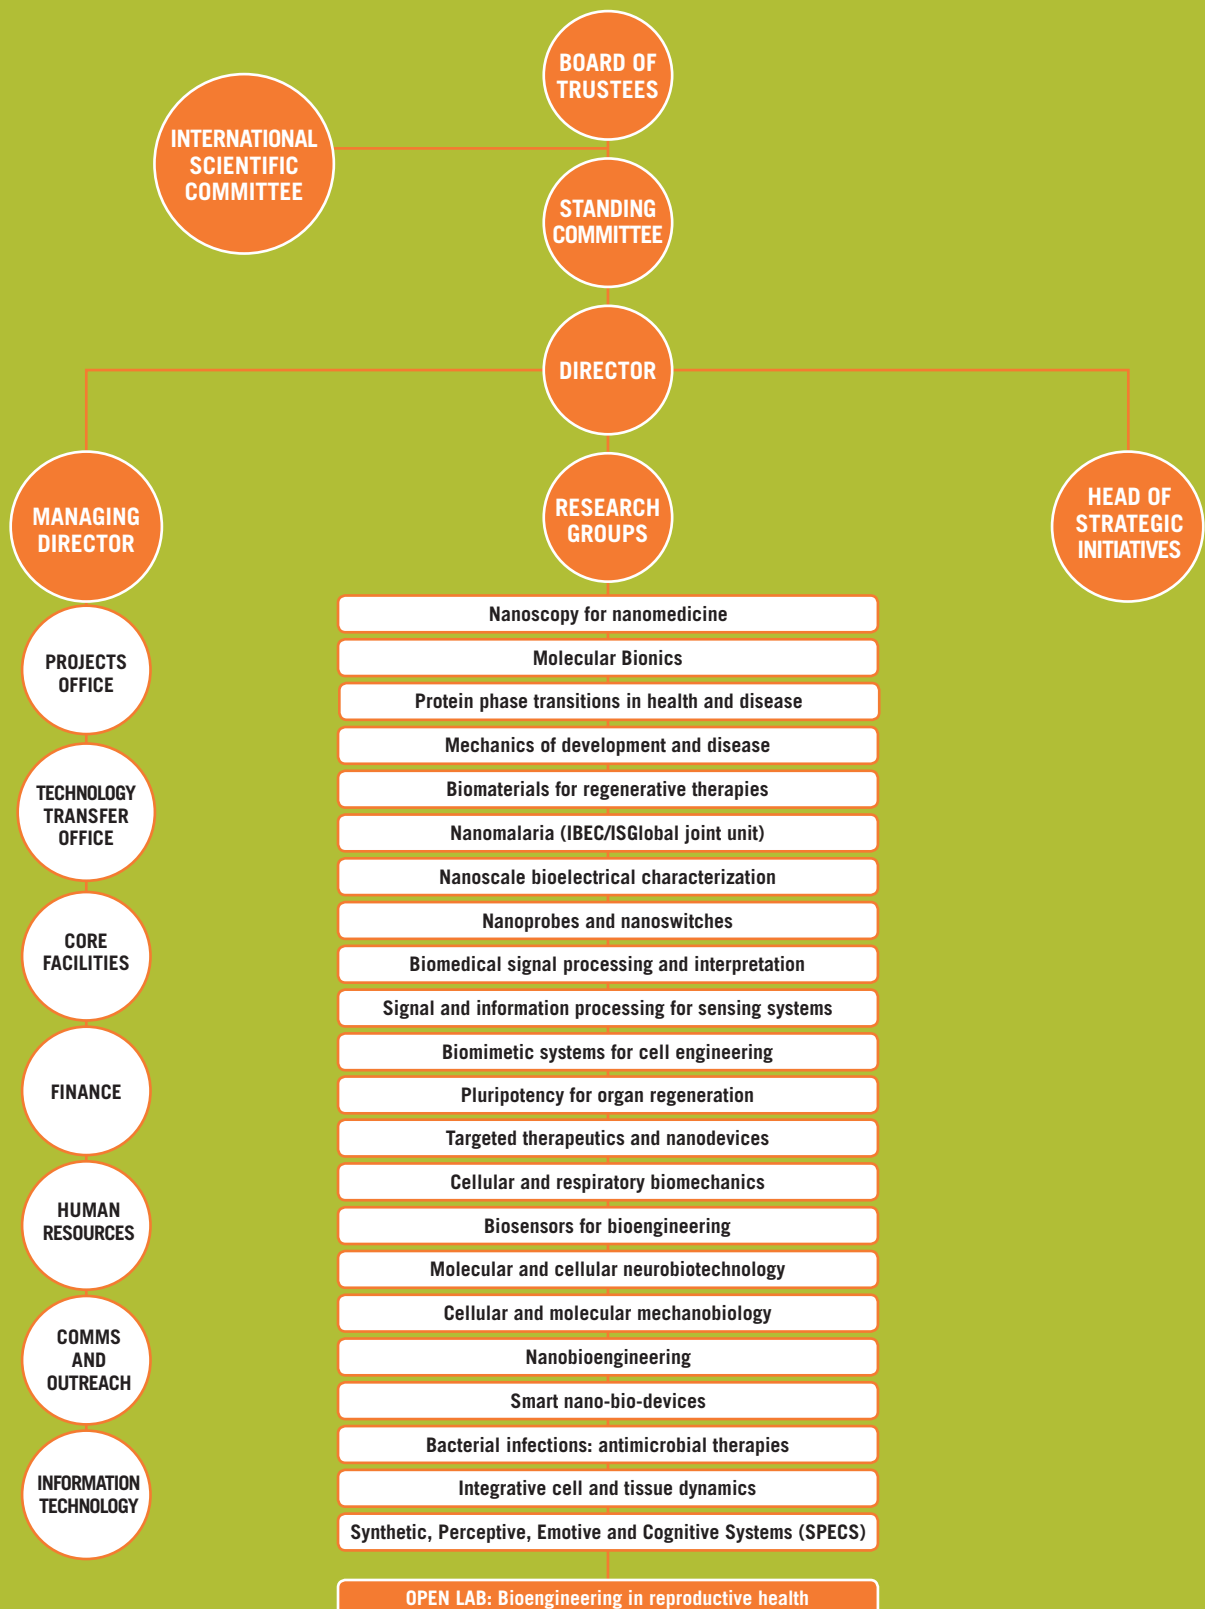 BOARD OF
TRUSTEES
INTERNATIONAL
SCIENTIFIC
COMMITTEE
STANDING
COMMITTEE
DIRECTOR
MANAGING
DIRECTOR
RESEARCH
GROUPS
HEAD OF
STRATEGIC
INITIATIVES
PROJECTS
OFFICE
TECHNOLOGY
TRANSFER
OFFICE
CORE
FACILITIES
FINANCE
HUMAN
RESOURCES
COMMS
AND
OUTREACH
INFORMATION
TECHNOLOGY
Nanoscopy for nanomedicine
Molecular Bionics
Protein phase transitions in health and disease
Mechanics of development and disease
Biomaterials for regenerative therapies
Nanomalaria (IBEC/ISGlobal joint unit)
Nanoscale bioelectrical characterization
Nanoprobes and nanoswitches
Biomedical signal processing and interpretation
Signal and information processing for sensing systems
Biomimetic systems for cell engineering
Pluripotency for organ regeneration
Targeted therapeutics and nanodevices
Cellular and respiratory biomechanics
Biosensors for bioengineering
Molecular and cellular neurobiotechnology
Cellular and molecular mechanobiology
Nanobioengineering
Smart nano-bio-devices
Bacterial infections: antimicrobial therapies
Integrative cell and tissue dynamics
Synthetic, Perceptive, Emotive and Cognitive Systems (SPECS)
OPEN LAB: Bioengineering in reproductive health